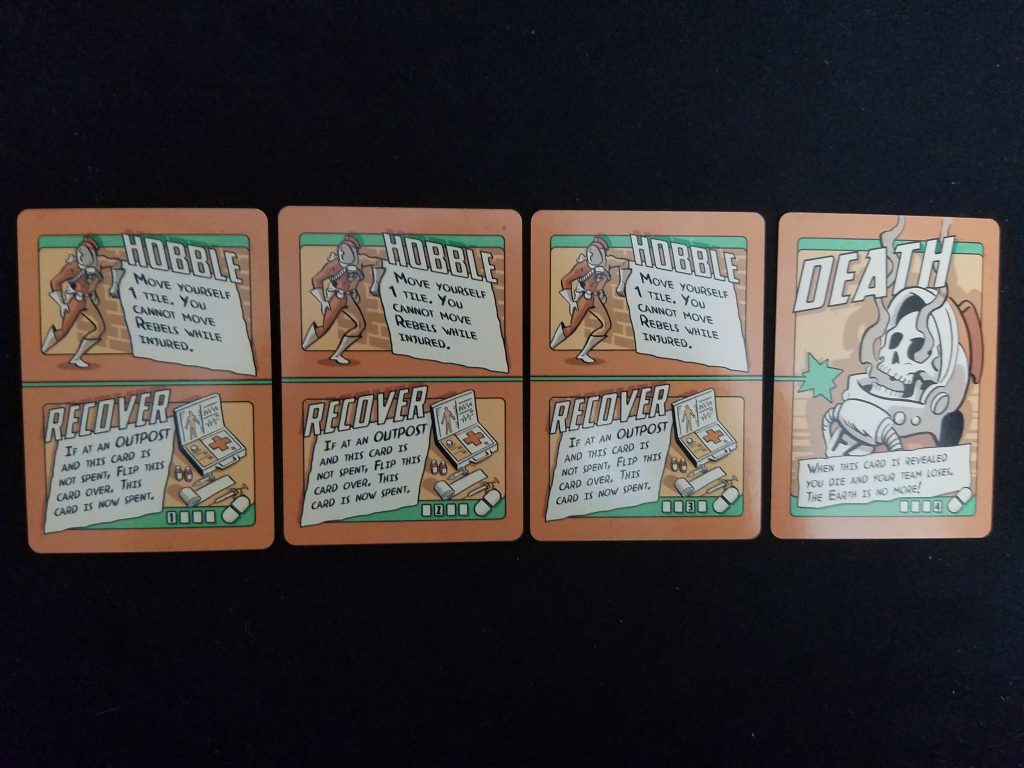 HOBBLE
MOVE YOURSELF
1 TILE. YOU
CANNOT MOVE
REBELS WHILE
INJURED.
RECOVER
IF AT AN OUTPOST
AND THIS CARD IS
NOT SPENT, FLIP THIS
CARD OVER. THIS
CARD IS NOW SPENT.
1
HOBBLE
MOVE YOURSELF
1 TILE. YOU
CANNOT MOVE
REBELS WHILE
INJURED.
RECOVER
IF AT AN OUTPOST
AND THIS CARD IS
NOT SPENT, FLIP THIS
CARD OVER. THIS
CARD IS NOW SPENT.
2
HOBBLE
MOVE YOURSELF
1 TILE. YOU
CANNOT MOVE
REBELS WHILE
INJURED.
RECOVER
IF AT AN OUTPOST
AND THIS CARD IS
NOT SPENT, FLIP THIS
CARD OVER. THIS
CARD IS NOW SPENT.
3
DEATH
WHEN THIS CARD IS REVEALED
YOU DIE AND YOUR TEAM LOSES.
THE EARTH IS NO MORE!
4